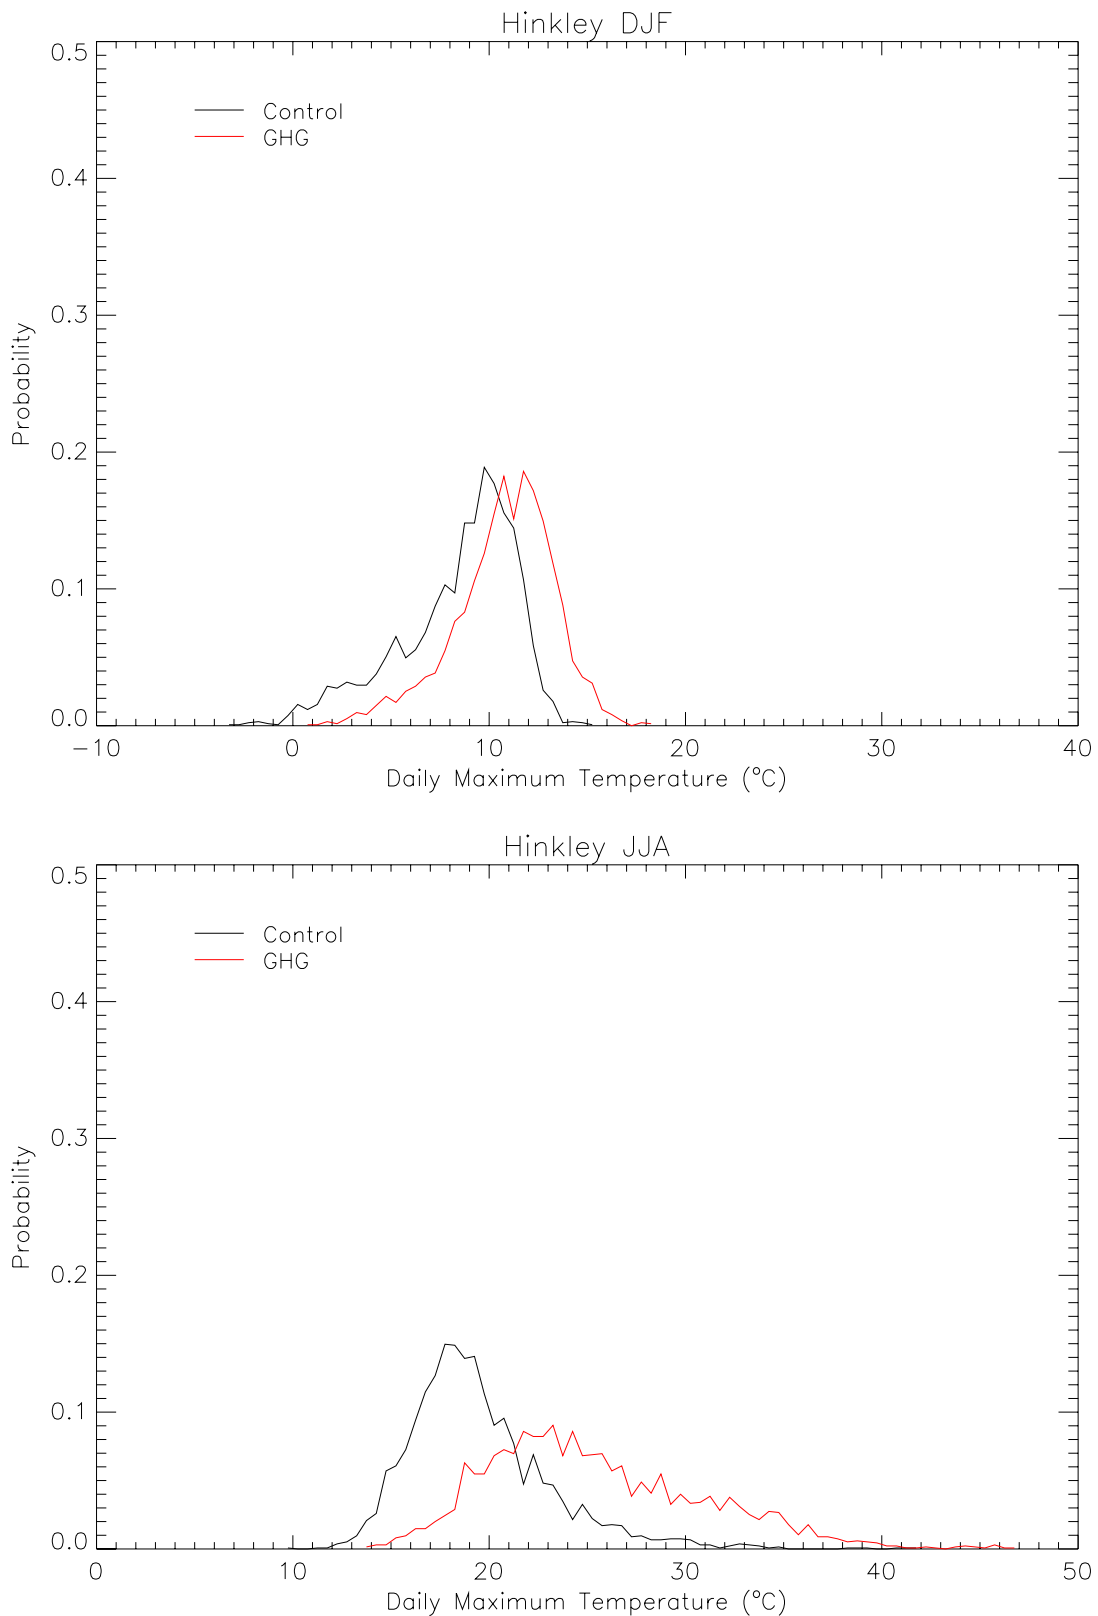 Hinkley DJF
0.5
Control
GHG
0.4
0.3
Probability
0.2
0.1
0.0
−10 0 10 20 30 40
Daily Maximum Temperature (°C)
Hinkley JJA
0.5
Control
GHG
0.4
0.3
Probability
0.2
0.1
0.0
0 10 20 30 40 50
Daily Maximum Temperature (°C)